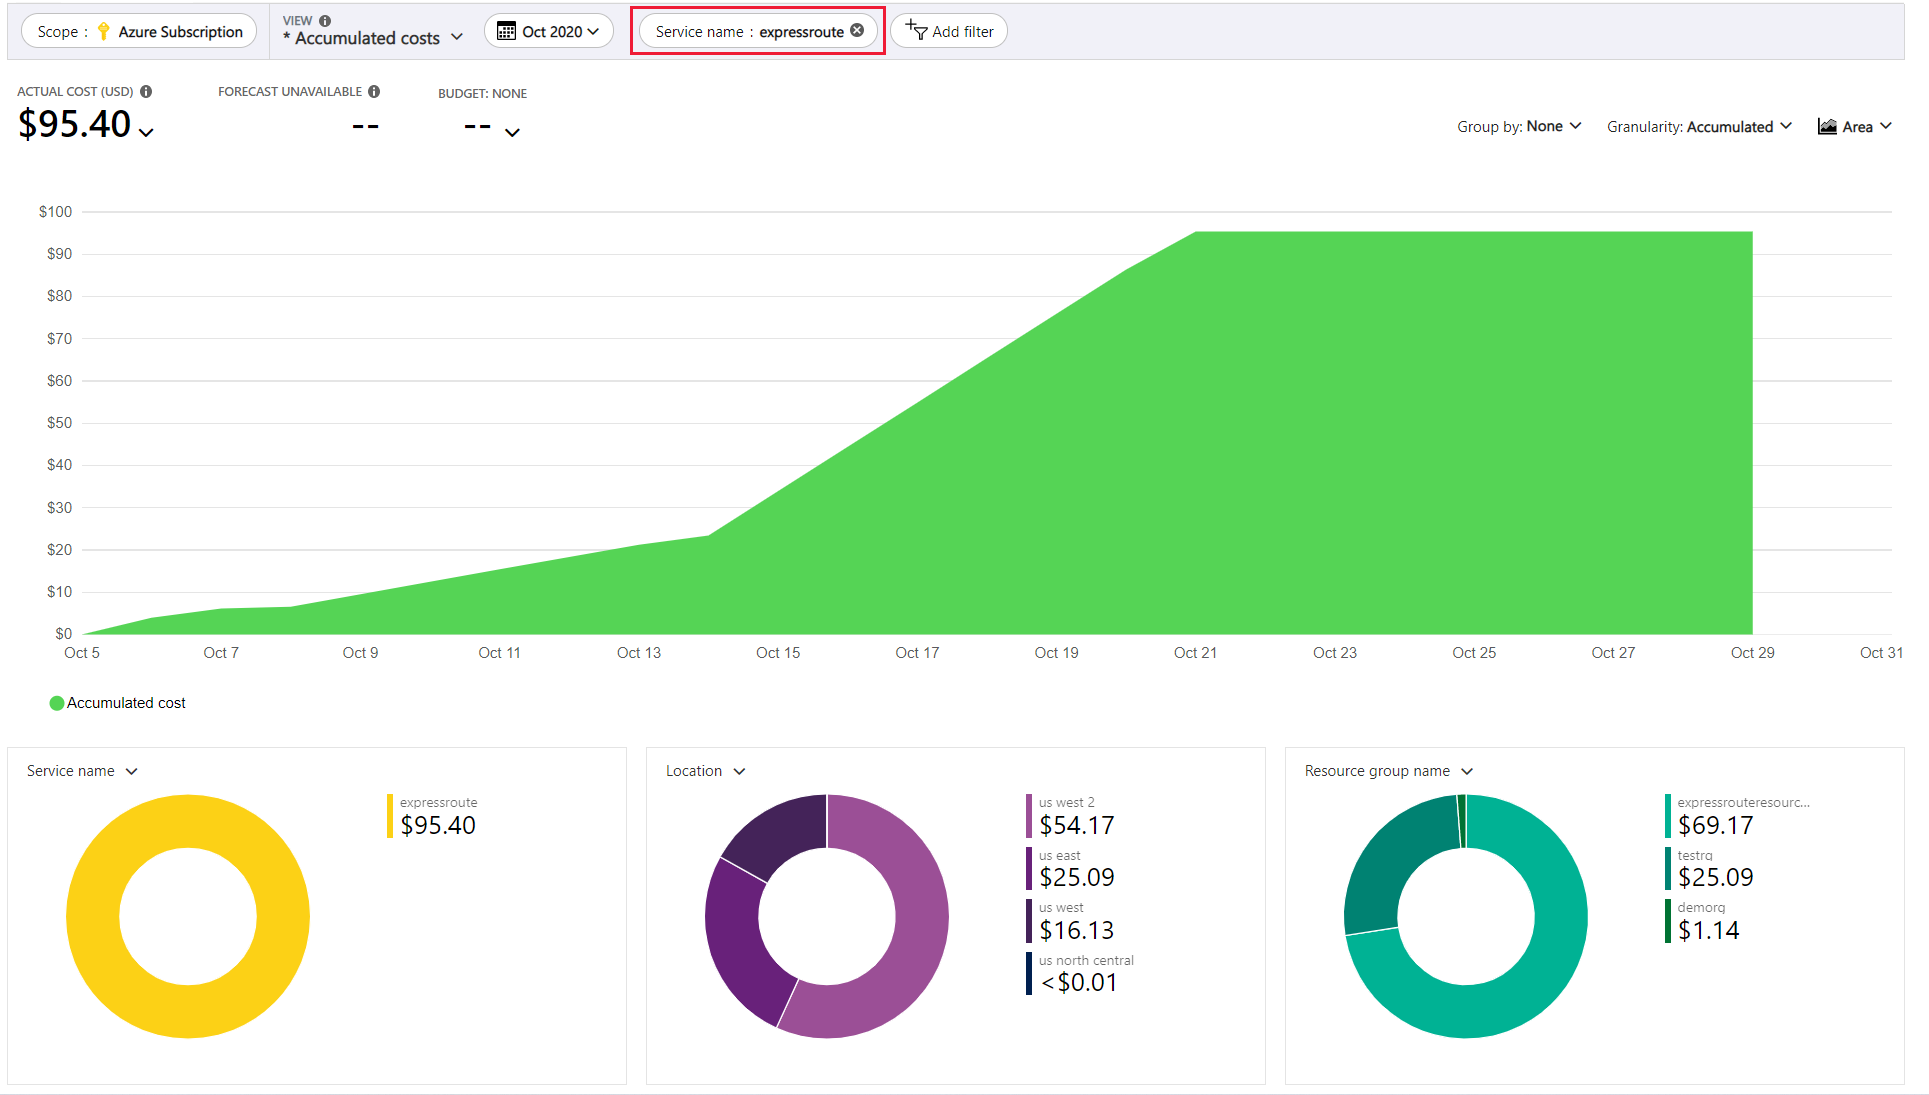 Scope : Azure Subscription
VIEW
* Accumulated costs
Oct 2020
Service name : expressroute
Add filter
ACTUAL COST (USD)
$95.40
FORECAST UNAVAILABLE
--
BUDGET: NONE
--
Group by: None
Granularity: Accumulated
Area
$100
$90
$80
$70
$60
$50
$40
$30
$20
$10
$0
Oct 5
Oct 7
Oct 9
Oct 11
Oct 13
Oct 15
Oct 17
Oct 19
Oct 21
Oct 23
Oct 25
Oct 27
Oct 29
Oct 31
Accumulated cost
Service name
expressroute
$95.40
Location
us west 2
$54.17
us east
$25.09
us west
$16.13
us north central
<$0.01
Resource group name
expressrouteresourc...
$69.17
testrg
$25.09
demorg
$1.14